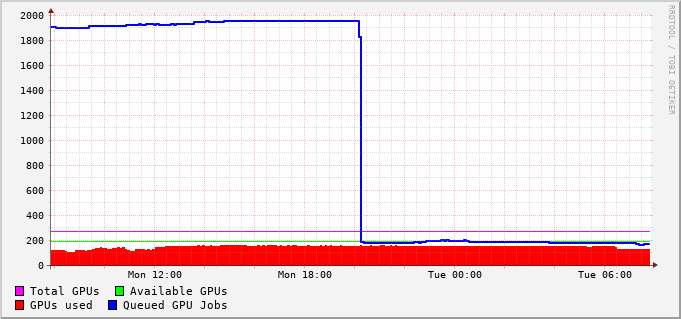 2000
1800
1600
1400
1200
1000
800
600
400
200
0
Mon 12:00 Mon 18:00 Tue 00:00 Tue 06:00
Total GPUs Available GPUs
GPUs used Queued GPU Jobs
RRDTOOL / TOBI OETIKER